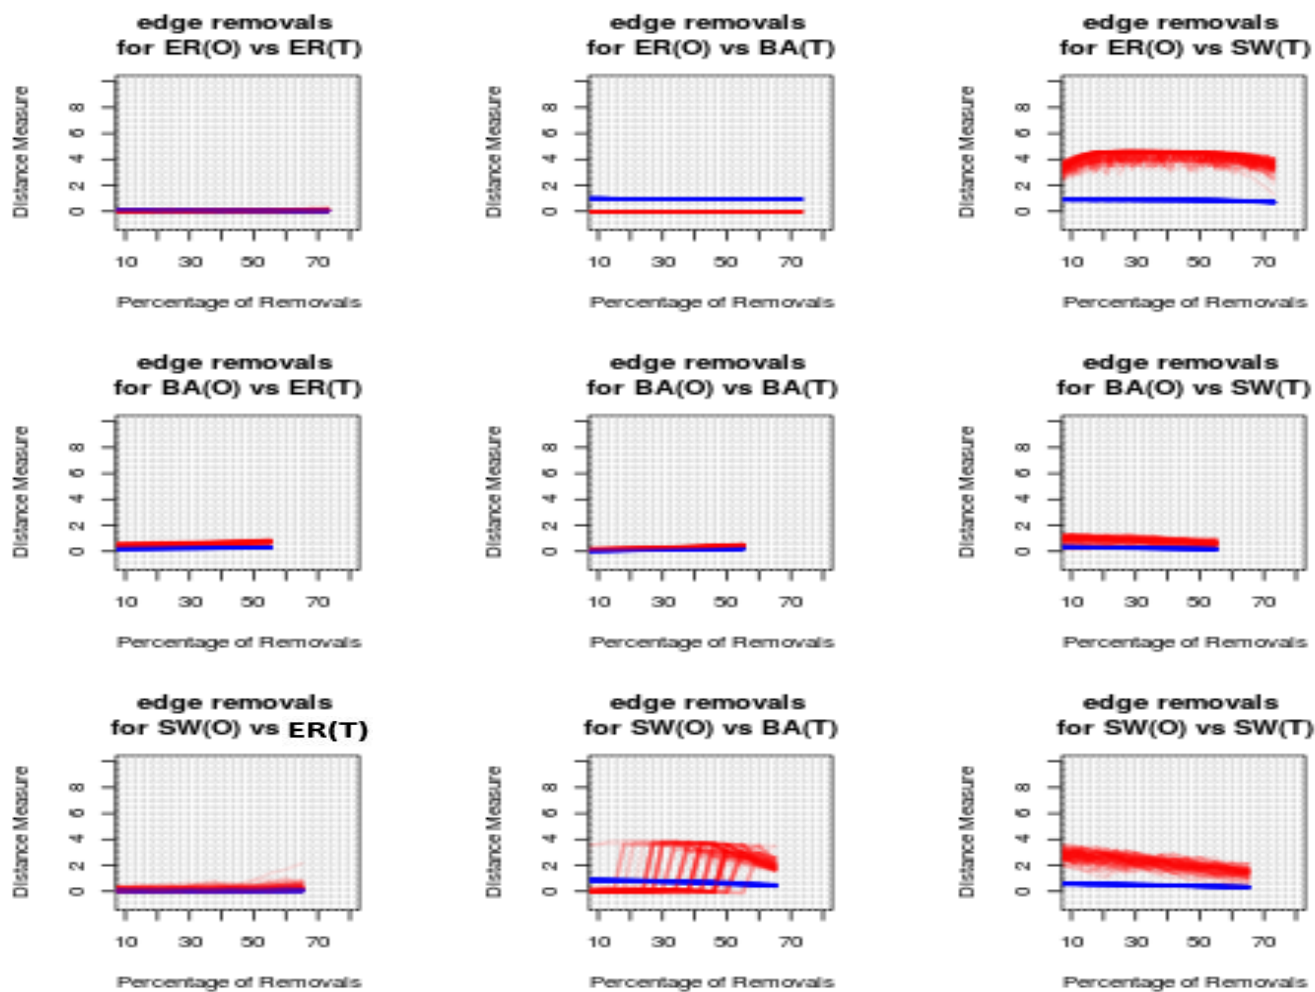 edge removals
for ER(O) vs ER(T)
Distance Measure
0 2 4 6 8
10 30 50 70
Percentage of Removals
edge removals
for ER(O) vs BA(T)
Distance Measure
0 2 4 6 8
10 30 50 70
Percentage of Removals
edge removals
for ER(O) vs SW(T)
Distance Measure
0 2 4 6 8
10 30 50 70
Percentage of Removals
edge removals
for BA(O) vs ER(T)
Distance Measure
0 2 4 6 8
10 30 50 70
Percentage of Removals
edge removals
for BA(O) vs BA(T)
Distance Measure
0 2 4 6 8
10 30 50 70
Percentage of Removals
edge removals
for BA(O) vs SW(T)
Distance Measure
0 2 4 6 8
10 30 50 70
Percentage of Removals
edge removals
for SW(O) vs ER(T)
Distance Measure
0 2 4 6 8
10 30 50 70
Percentage of Removals
edge removals
for SW(O) vs BA(T)
Distance Measure
0 2 4 6 8
10 30 50 70
Percentage of Removals
edge removals
for SW(O) vs SW(T)
Distance Measure
0 2 4 6 8
10 30 50 70
Percentage of Removals